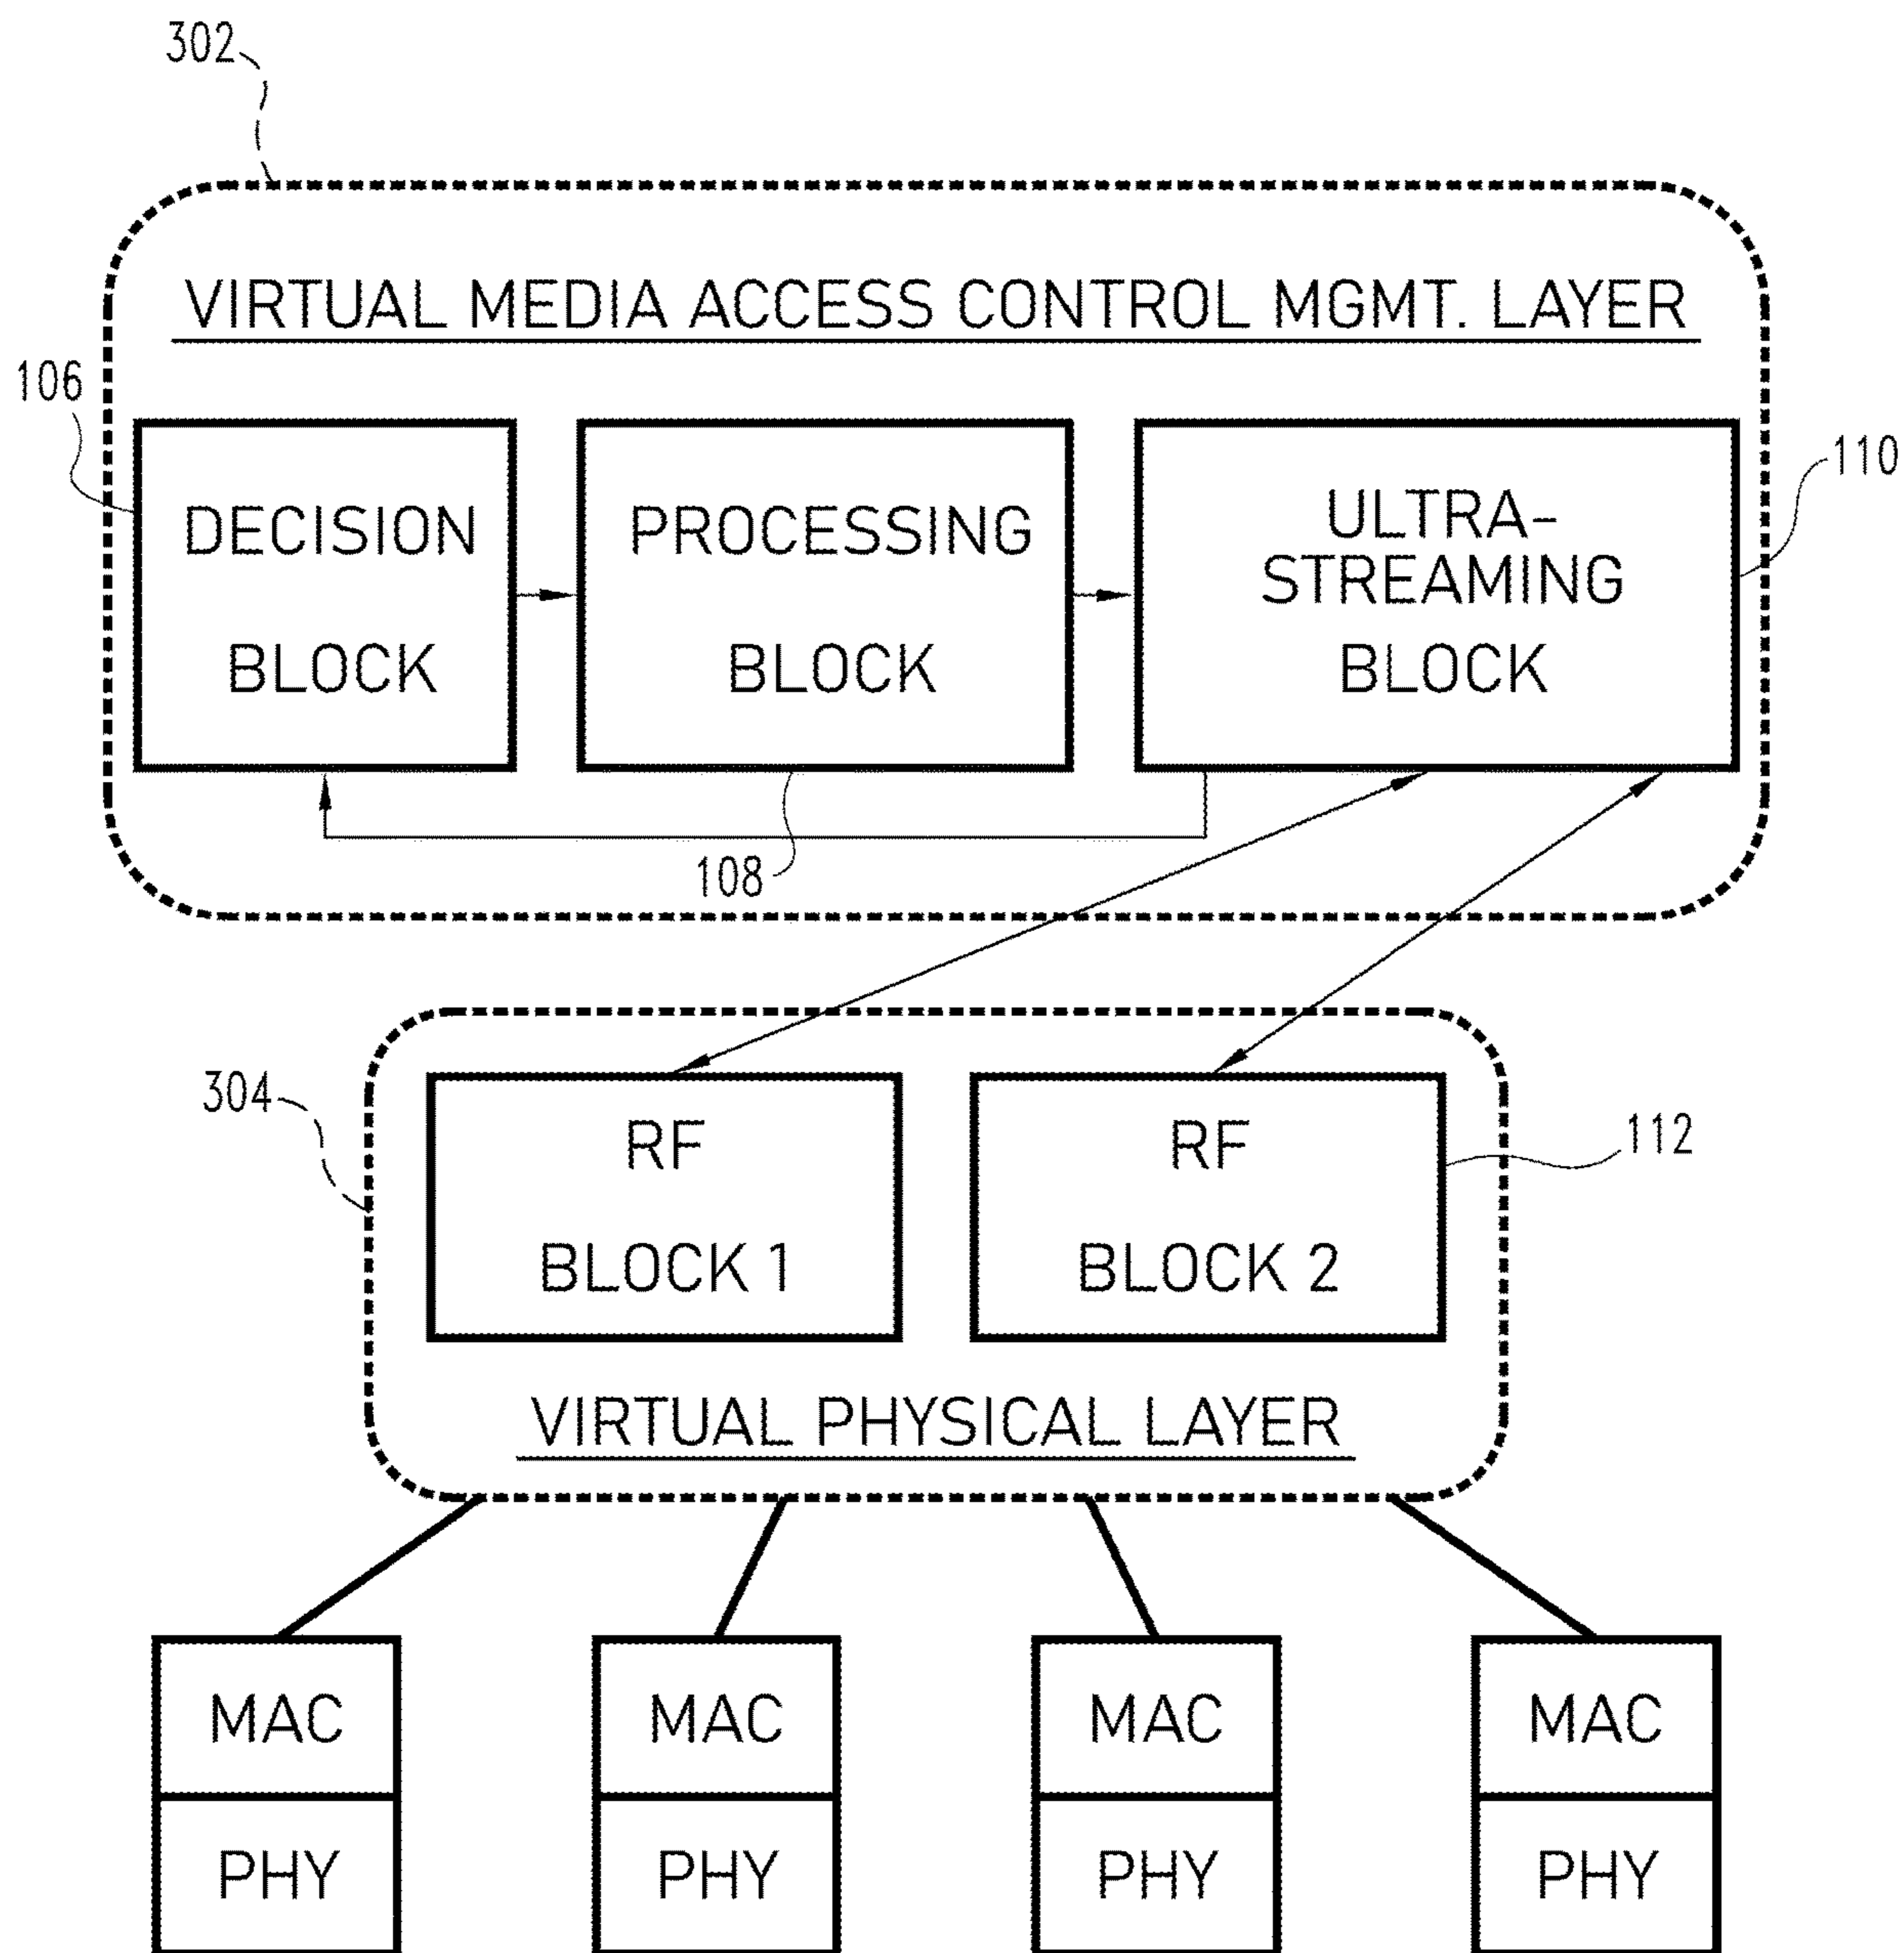 302
VIRTUAL MEDIA ACCESS CONTROL MGMT. LAYER
106
DECISION
BLOCK
PROCESSING
BLOCK
ULTRA-
STREAMING
BLOCK
110
108
304
RF
BLOCK 1
RF
BLOCK 2
112
VIRTUAL PHYSICAL LAYER
MAC
PHY
MAC
PHY
MAC
PHY
MAC
PHY